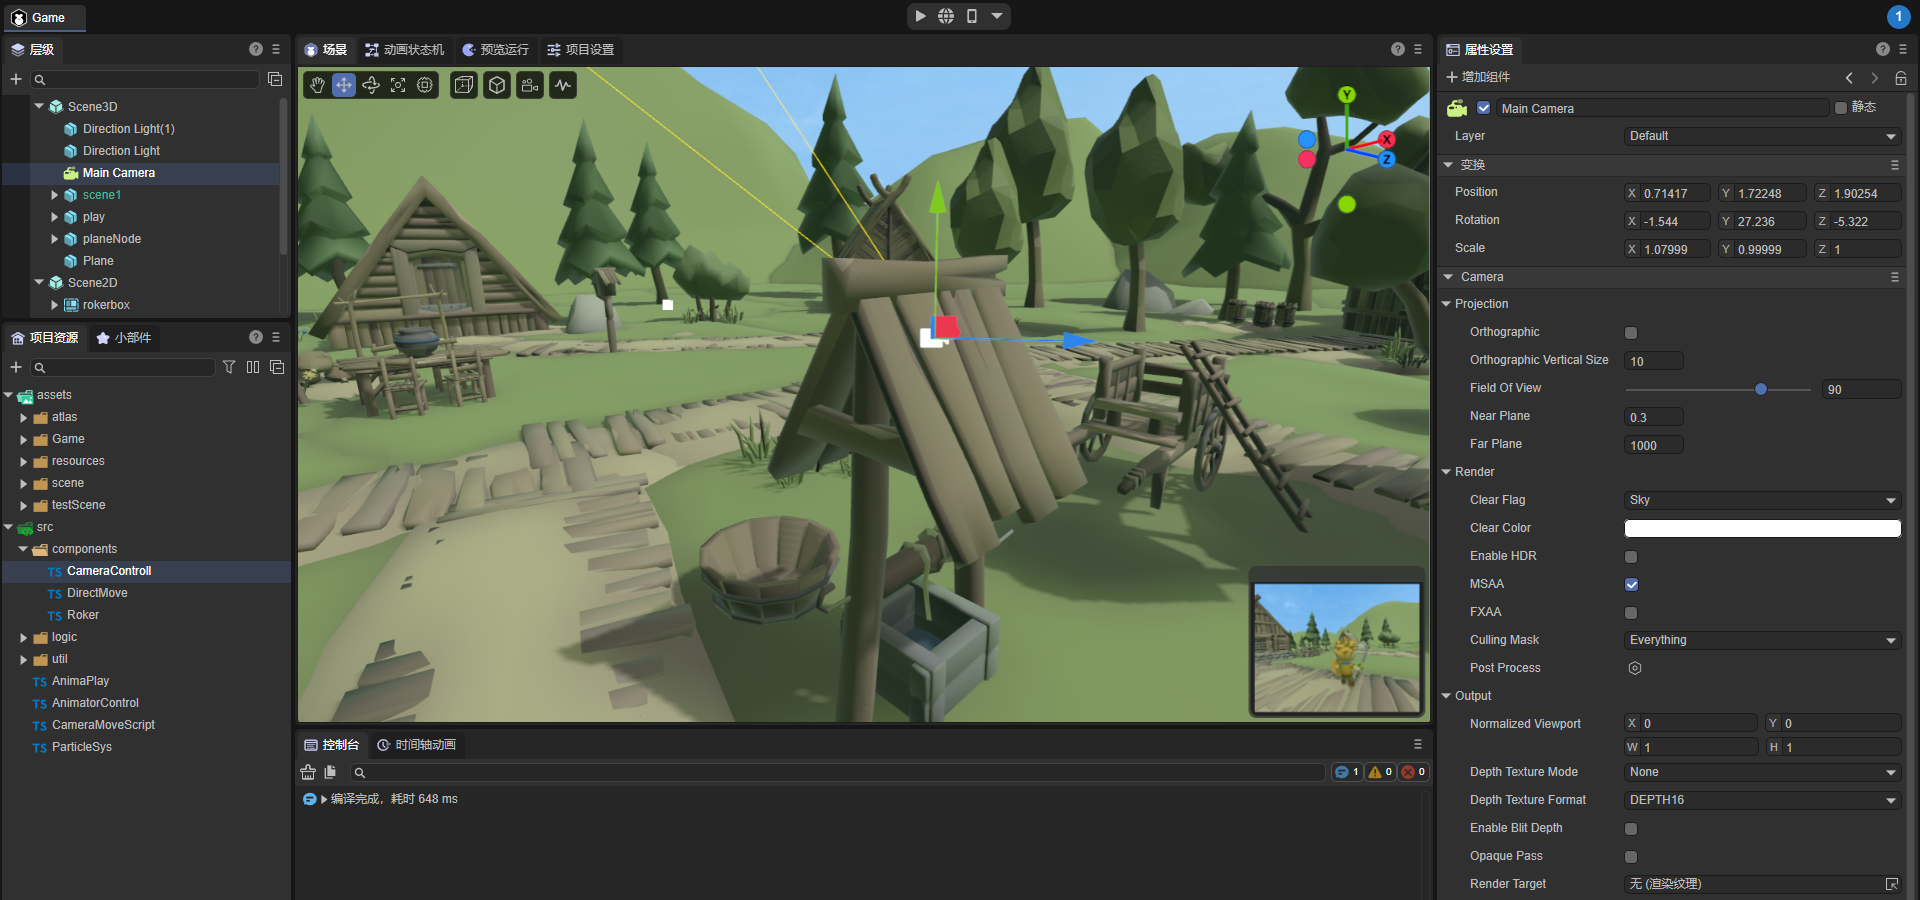 Game
1
层级
Scene3D
Direction Light(1)
Direction Light
Main Camera
scene1
play
planeNode
Plane
Scene2D
rokerbox
项目资源
小部件
assets
atlas
Game
resources
scene
testScene
src
components
TS CameraControll
TS DirectMove
TS Roker
logic
util
TS AnimaPlay
TS AnimatorControl
TS CameraMoveScript
TS ParticleSys
场景
动画状态机
预览运行
项目设置
Y
X
Z
控制台
时间轴动画
1
0
0
编译完成，耗时 648 ms
属性设置
增加组件
Main Camera
静态
Layer Default
变换
Position X 0.71417 Y 1.72248 Z 1.90254
Rotation X -1.544 Y 27.236 Z -5.322
Scale X 1.07999 Y 0.99999 Z 1
Camera
Projection
Orthographic
Orthographic Vertical Size 10
Field Of View 90
Near Plane 0.3
Far Plane 1000
Render
Clear Flag Sky
Clear Color
Enable HDR
MSAA
FXAA
Culling Mask Everything
Post Process
Output
Normalized Viewport X 0 Y 0
W 1 H 1
Depth Texture Mode None
Depth Texture Format DEPTH16
Enable Blit Depth
Opaque Pass
Render Target 无 (渲染纹理)